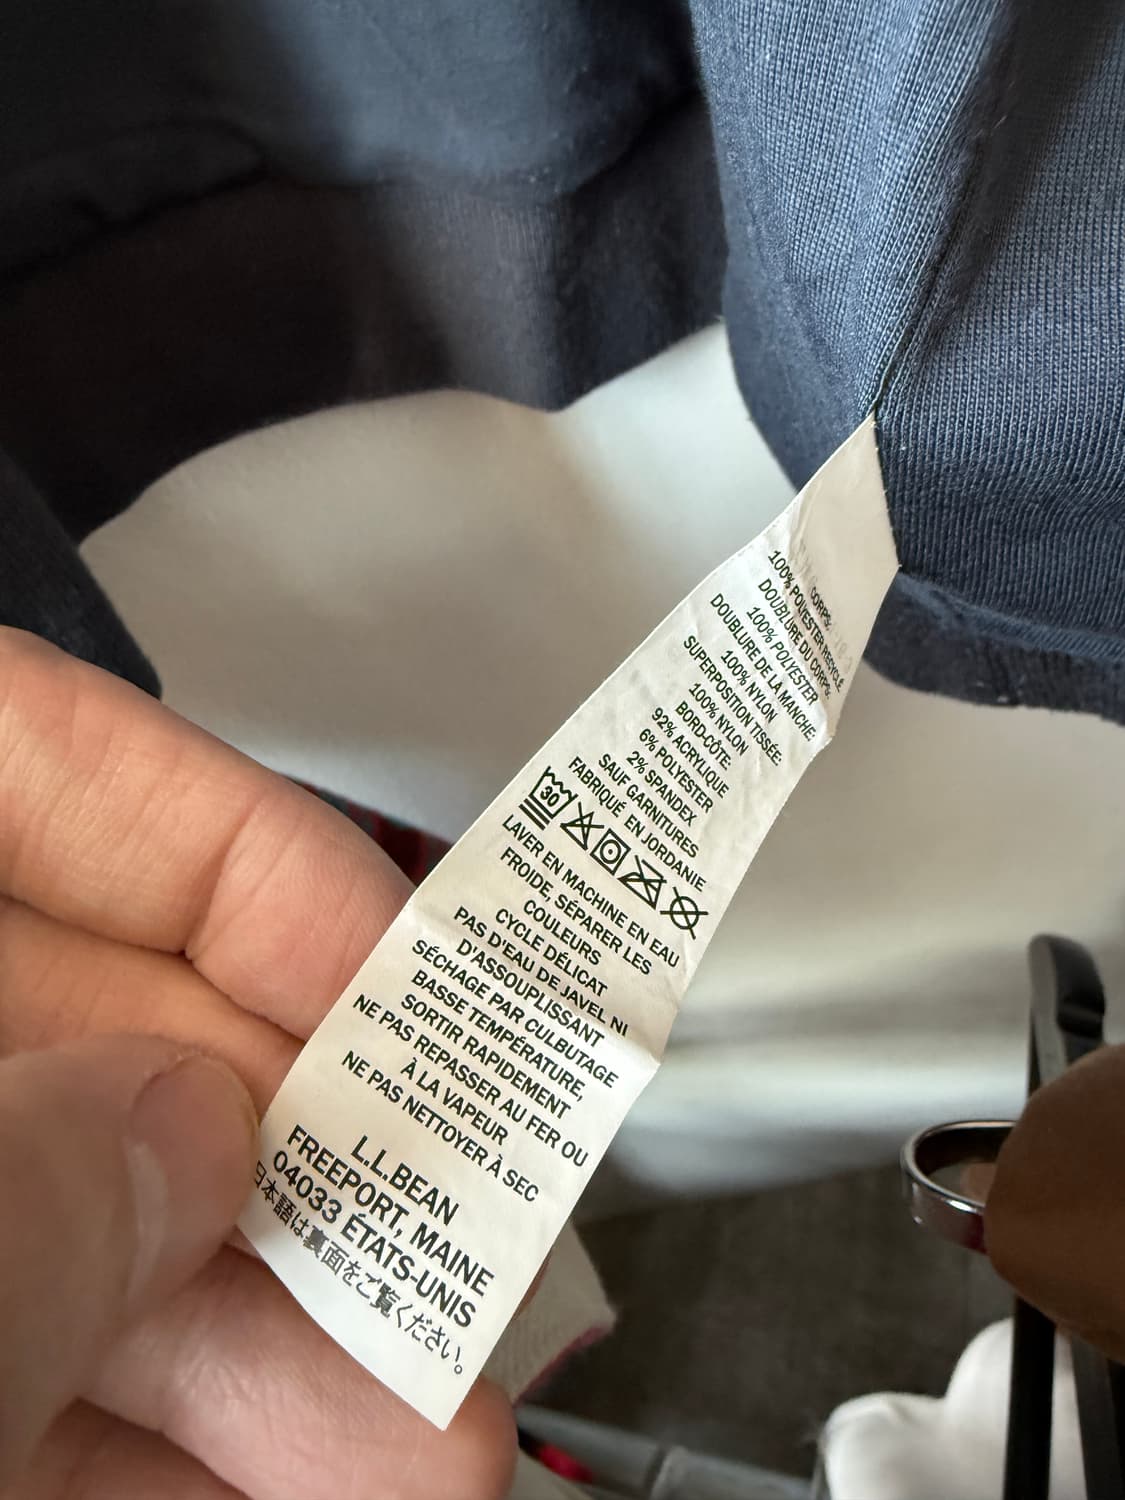 CORPS:
100% POLYESTER RECYCLÉ
DOUBLURE DU CORPS:
100% POLYESTER
DOUBLURE DE LA MANCHE:
100% NYLON
SUPERPOSITION TISSÉE:
100% NYLON
BORD-CÔTE:
92% ACRYLIQUE
6% POLYESTER
2% SPANDEX
SAUF GARNITURES
FABRIQUÉ EN JORDANIE
30
LAVER EN MACHINE EN EAU
FROIDE, SÉPARER LES
COULEURS
CYCLE DÉLICAT
PAS D'EAU DE JAVEL NI
D'ASSOUPLISSANT
SÉCHAGE PAR CULBUTAGE
BASSE TEMPÉRATURE,
SORTIR RAPIDEMENT
NE PAS REPASSER AU FER OU
À LA VAPEUR
NE PAS NETTOYER À SEC
L.L.BEAN
FREEPORT, MAINE
04033 ÉTATS-UNIS
日本語は裏面をご覧ください。